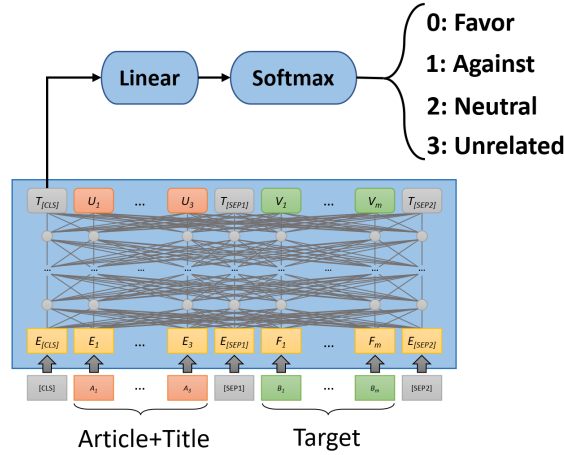 0: Favor
Linear
Softmax
1: Against
2: Neutral
3: Unrelated
T[CLS] U1 ... U3 T[SEP1] V1 ... Vm T[SEP2]
... ... ... ... ... ... ... ... ...
E[CLS] E1 ... E3 E[SEP1] F1 ... Fm E[SEP2]
[CLS] A1 ... A3 [SEP1] B1 ... Bm [SEP2]
Article+Title Target